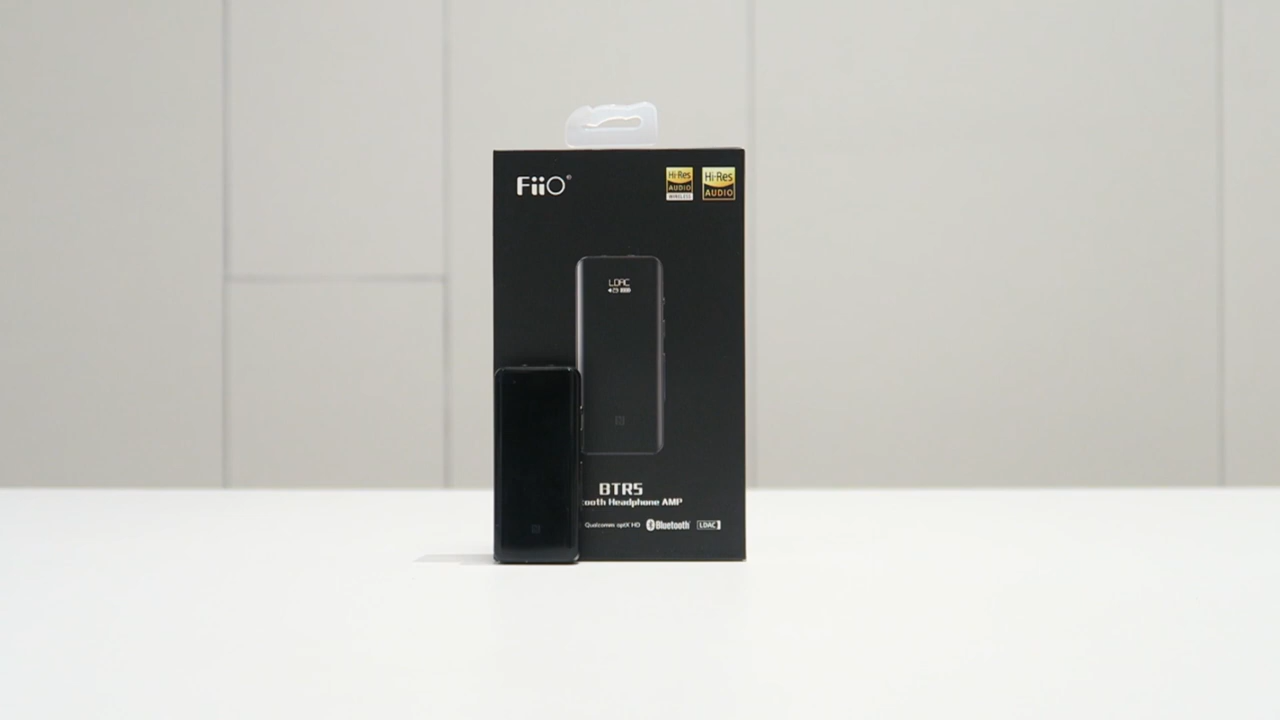 FiiO®
Hi-Res
AUDIO
WIRELESS
Hi-Res
AUDIO
LDAC
BTR5
tooth Headphone AMP
Qualcomm aptX HD
Bluetooth
LDAC